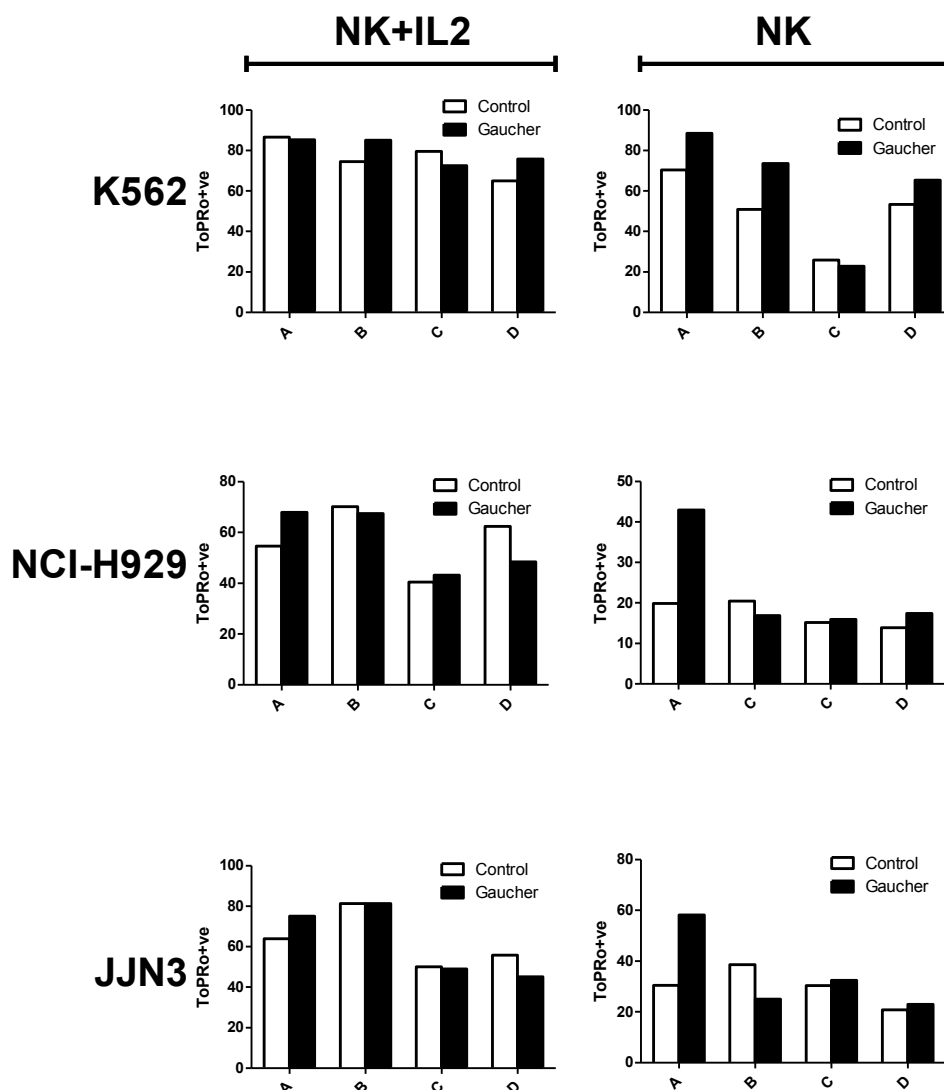 NK+IL2
NK
K562
ToPRo+ve
100
80
60
40
20
0
Control
Gaucher
A
B
C
D
ToPRo+ve
100
80
60
40
20
0
Control
Gaucher
A
B
C
D
NCI-H929
ToPRo+ve
80
60
40
20
0
Control
Gaucher
A
B
C
D
ToPRo+ve
50
40
30
20
10
0
Control
Gaucher
A
C
C
D
JJN3
ToPRo+ve
100
80
60
40
20
0
Control
Gaucher
A
B
C
D
ToPRo+ve
80
60
40
20
0
Control
Gaucher
A
B
C
D